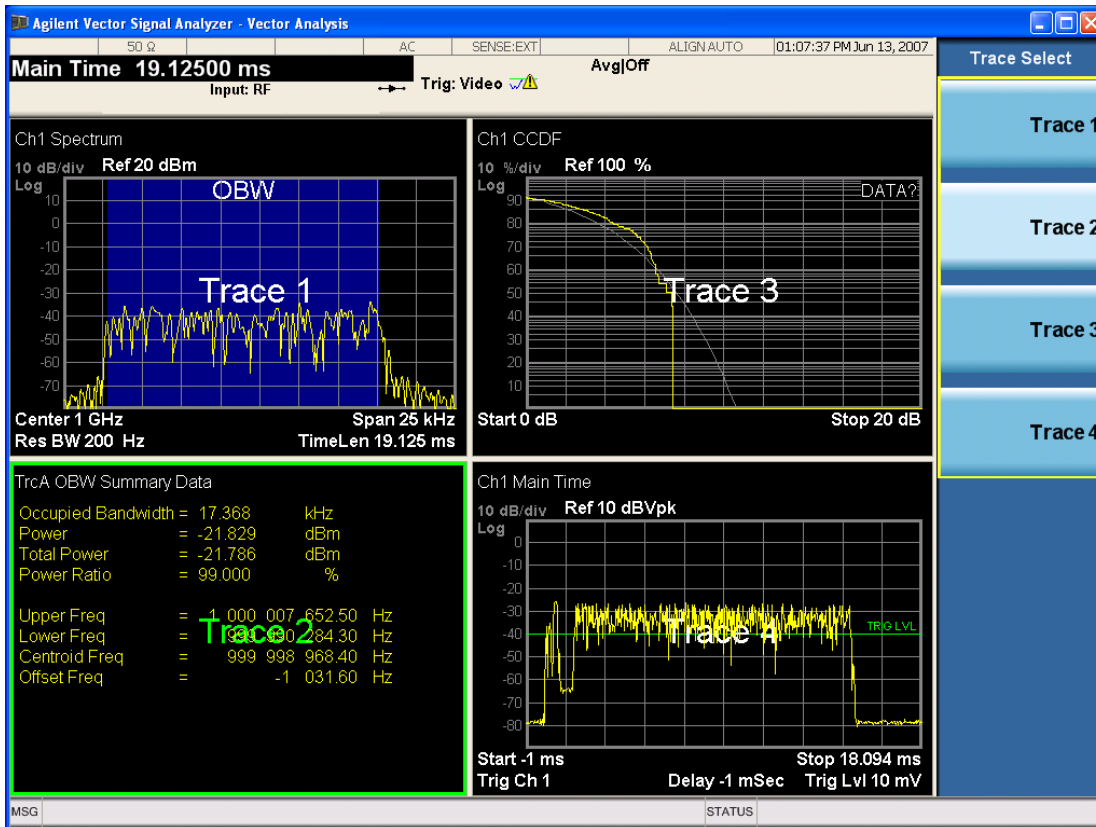 Agilent Vector Signal Analyzer - Vector Analysis
50 Ω AC SENSE:EXT ALIGN AUTO 01:07:37 PM Jun 13, 2007
Main Time 19.12500 ms
Avg|Off
Input: RF
Trig: Video
Trace Select
Trace 1
Trace 2
Trace 3
Trace 4
Ch1 Spectrum
10 dB/div Ref 20 dBm
Log
OBW
10
0
-10
-20
-30
-40
-50
-60
-70
Trace 1
Center 1 GHz Span 25 kHz
Res BW 200 Hz TimeLen 19.125 ms
Ch1 CCDF
10 %/div Ref 100 %
Log
DATA?
90
80
70
60
50
40
30
20
10
Trace 3
Start 0 dB Stop 20 dB
TrcA OBW Summary Data
Occupied Bandwidth = 17.368 kHz
Power = -21.829 dBm
Total Power = -21.786 dBm
Power Ratio = 99.000 %
Upper Freq = 1 000 007 652.50 Hz
Lower Freq = 999 990 284.30 Hz
Trace 2
Centroid Freq = 999 998 968.40 Hz
Offset Freq = -1 031.60 Hz
Ch1 Main Time
10 dB/div Ref 10 dBVpk
Log
0
-10
-20
-30
-40
-50
-60
-70
-80
TRIG LVL
Trace 4
Start -1 ms Stop 18.094 ms
Trig Ch 1 Delay -1 mSec Trig Lvl 10 mV
MSG STATUS